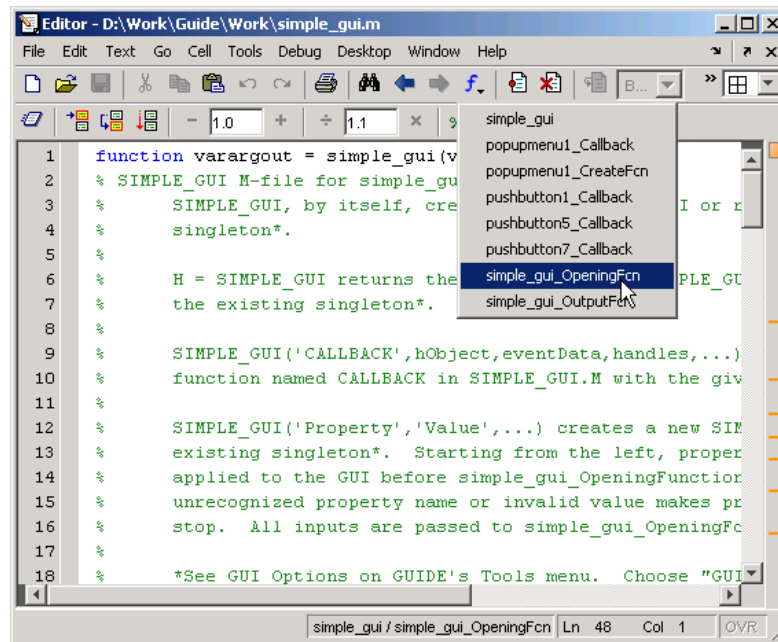 Editor - D:\Work\Guide\Work\simple_gui.m
File Edit Text Go Cell Tools Debug Desktop Window Help
B...
1.0
1.1
simple_gui
popupmenu1_Callback
popupmenu1_CreateFcn
pushbutton1_Callback
pushbutton5_Callback
pushbutton7_Callback
simple_gui_OpeningFcn
simple_gui_OutputFcn
1 function varargout = simple_gui(v
2 % SIMPLE_GUI M-file for simple_gu
3 % SIMPLE_GUI, by itself, cre I or r
4 % singleton*.
5 %
6 % H = SIMPLE_GUI returns the PLE_GU
7 % the existing singleton*.
8 %
9 % SIMPLE_GUI('CALLBACK',hObject,eventData,handles,...)
10 % function named CALLBACK in SIMPLE_GUI.M with the giv
11 %
12 % SIMPLE_GUI('Property','Value',...) creates a new SIM
13 % existing singleton*. Starting from the left, proper
14 % applied to the GUI before simple_gui_OpeningFunction
15 % unrecognized property name or invalid value makes pr
16 % stop. All inputs are passed to simple_gui_OpeningFc
17 %
18 % *See GUI Options on GUIDE's Tools menu. Choose "GUI
simple_gui / simple_gui_OpeningFcn Ln 48 Col 1 OVR